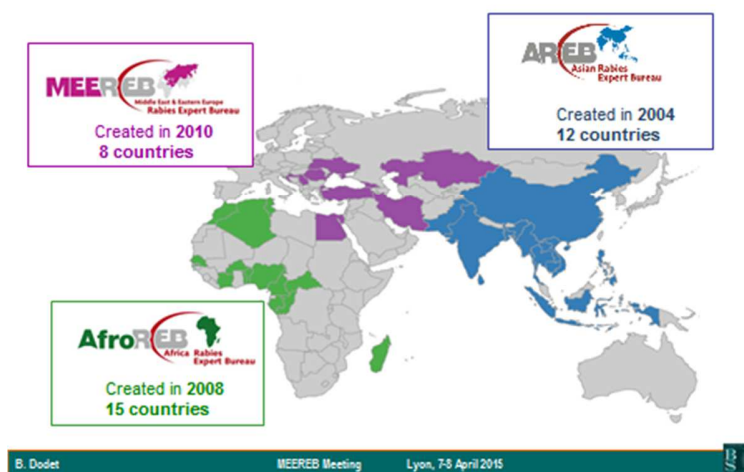 MEEREB
Middle East & Eastern Europe
Rabies Expert Bureau
Created in 2010
8 countries
AREB
Asian Rabies
Expert Bureau
Created in 2004
12 countries
AfroREB
Africa Rabies
Expert Bureau
Created in 2008
15 countries
B. Dodet
MEEREB Meeting
Lyon, 7-8 April 2015